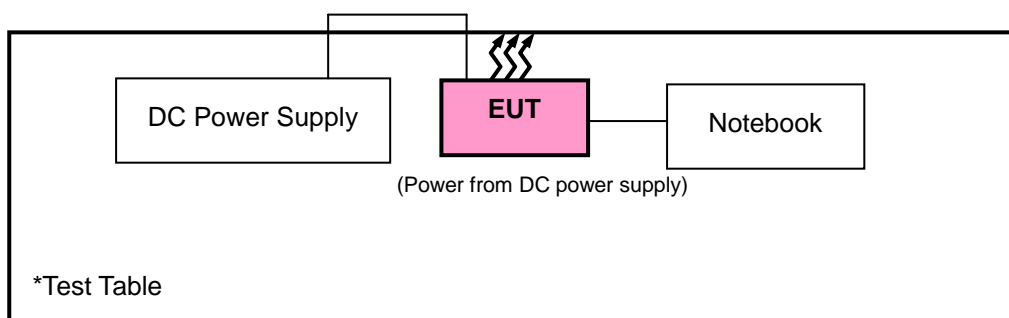 DC Power Supply
EUT
Notebook
(Power from DC power supply)
*Test Table